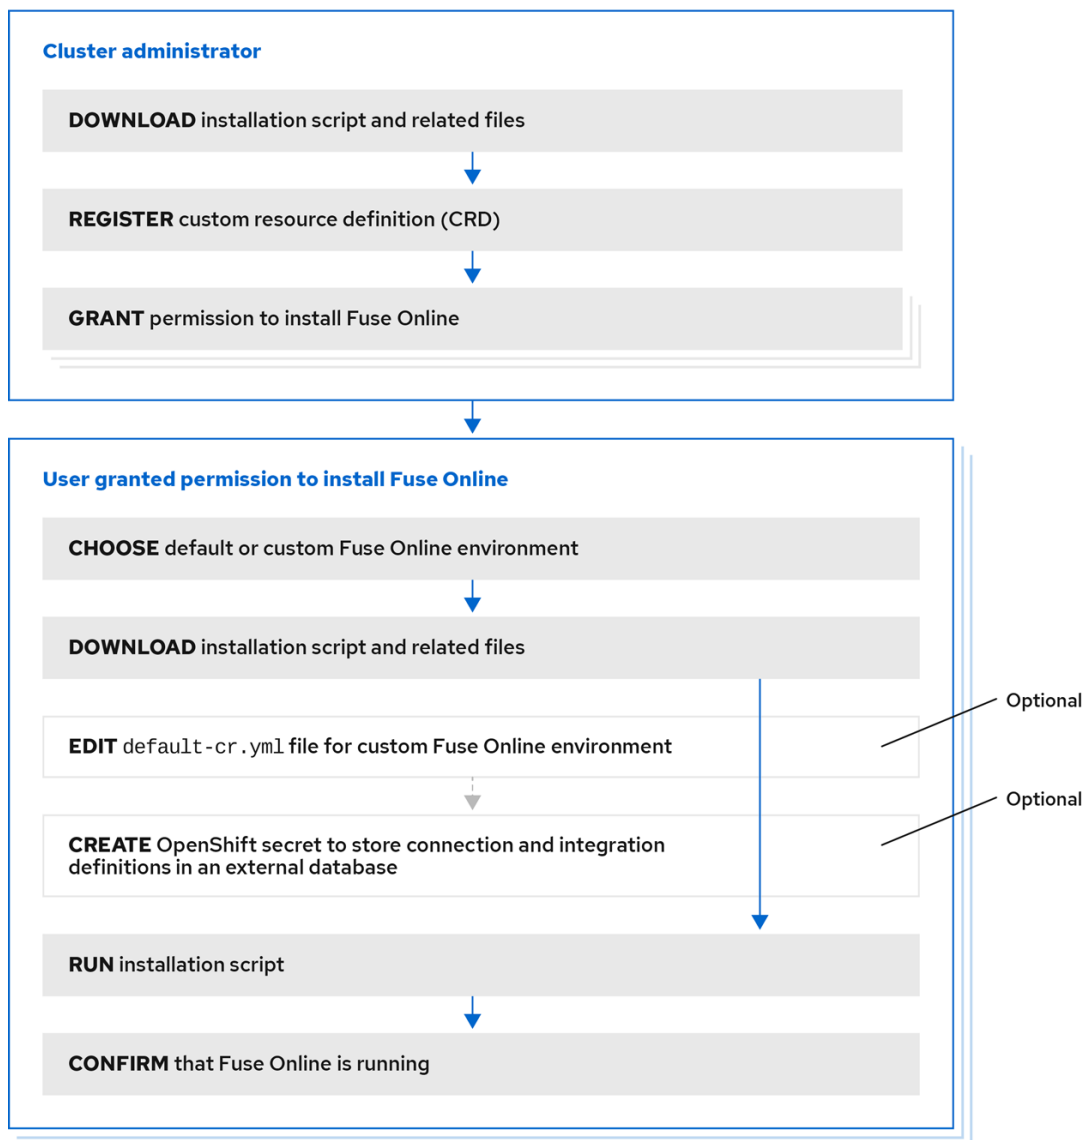 Cluster administrator
DOWNLOAD installation script and related files
REGISTER custom resource definition (CRD)
GRANT permission to install Fuse Online
User granted permission to install Fuse Online
CHOOSE default or custom Fuse Online environment
DOWNLOAD installation script and related files
Optional
EDIT default-cr.yml file for custom Fuse Online environment
Optional
CREATE OpenShift secret to store connection and integration
definitions in an external database
RUN installation script
CONFIRM that Fuse Online is running